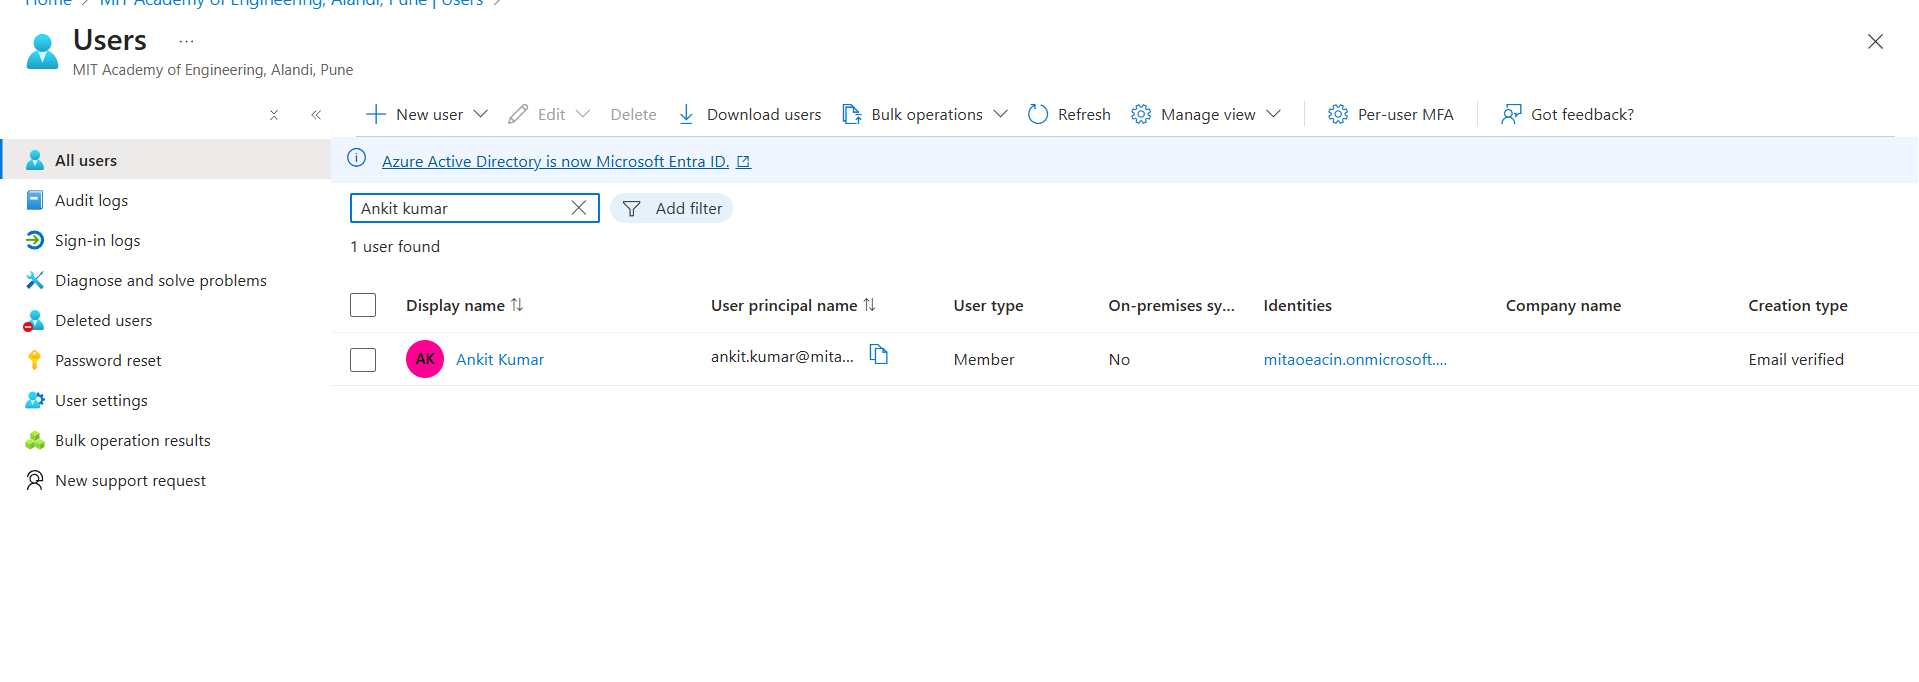 Home > MIT Academy of Engineering, Alandi, Pune | Users >
Users ...
MIT Academy of Engineering, Alandi, Pune
New user Edit Delete Download users Bulk operations Refresh Manage view Per-user MFA Got feedback?
All users
Audit logs
Sign-in logs
Diagnose and solve problems
Deleted users
Password reset
User settings
Bulk operation results
New support request
Azure Active Directory is now Microsoft Entra ID.
Ankit kumar Add filter
1 user found
Display name User principal name User type On-premises sy... Identities Company name Creation type
AK Ankit Kumar ankit.kumar@mita... Member No mitaoeacin.onmicrosoft.... Email verified